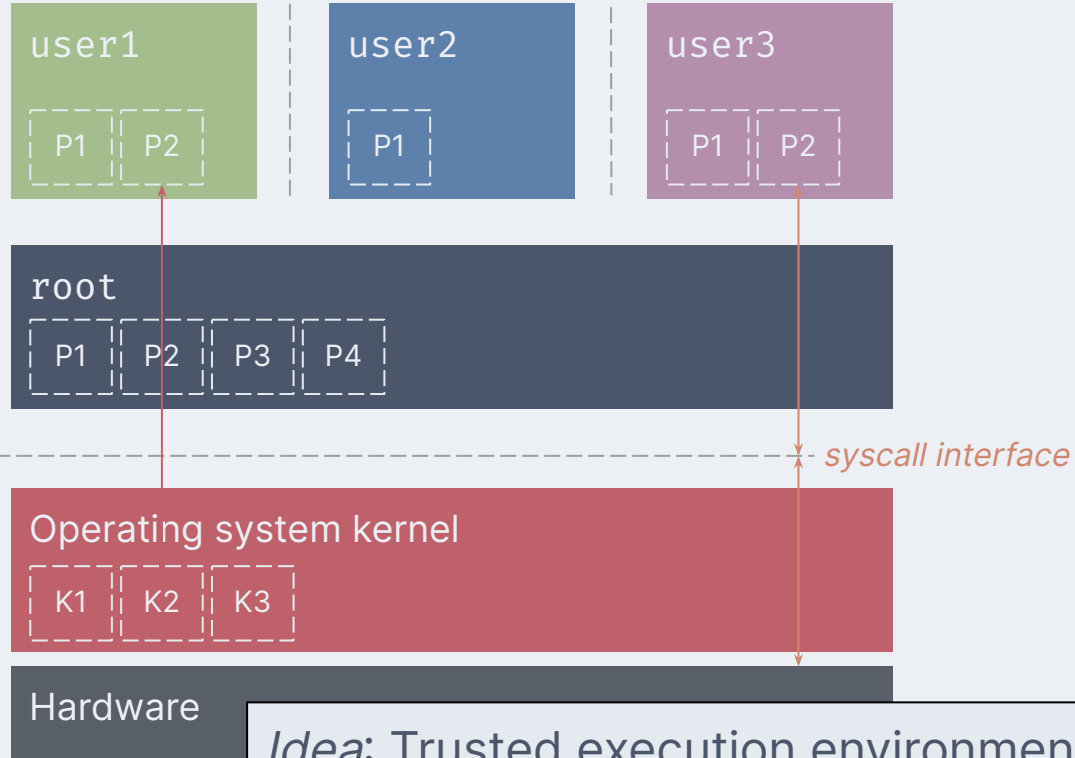 user1 user2 user3
P1 P2 P1 P1 P2
root
P1 P2 P3 P4
syscall interface
Operating system kernel
K1 K2 K3
Hardware
Idea: Trusted execution